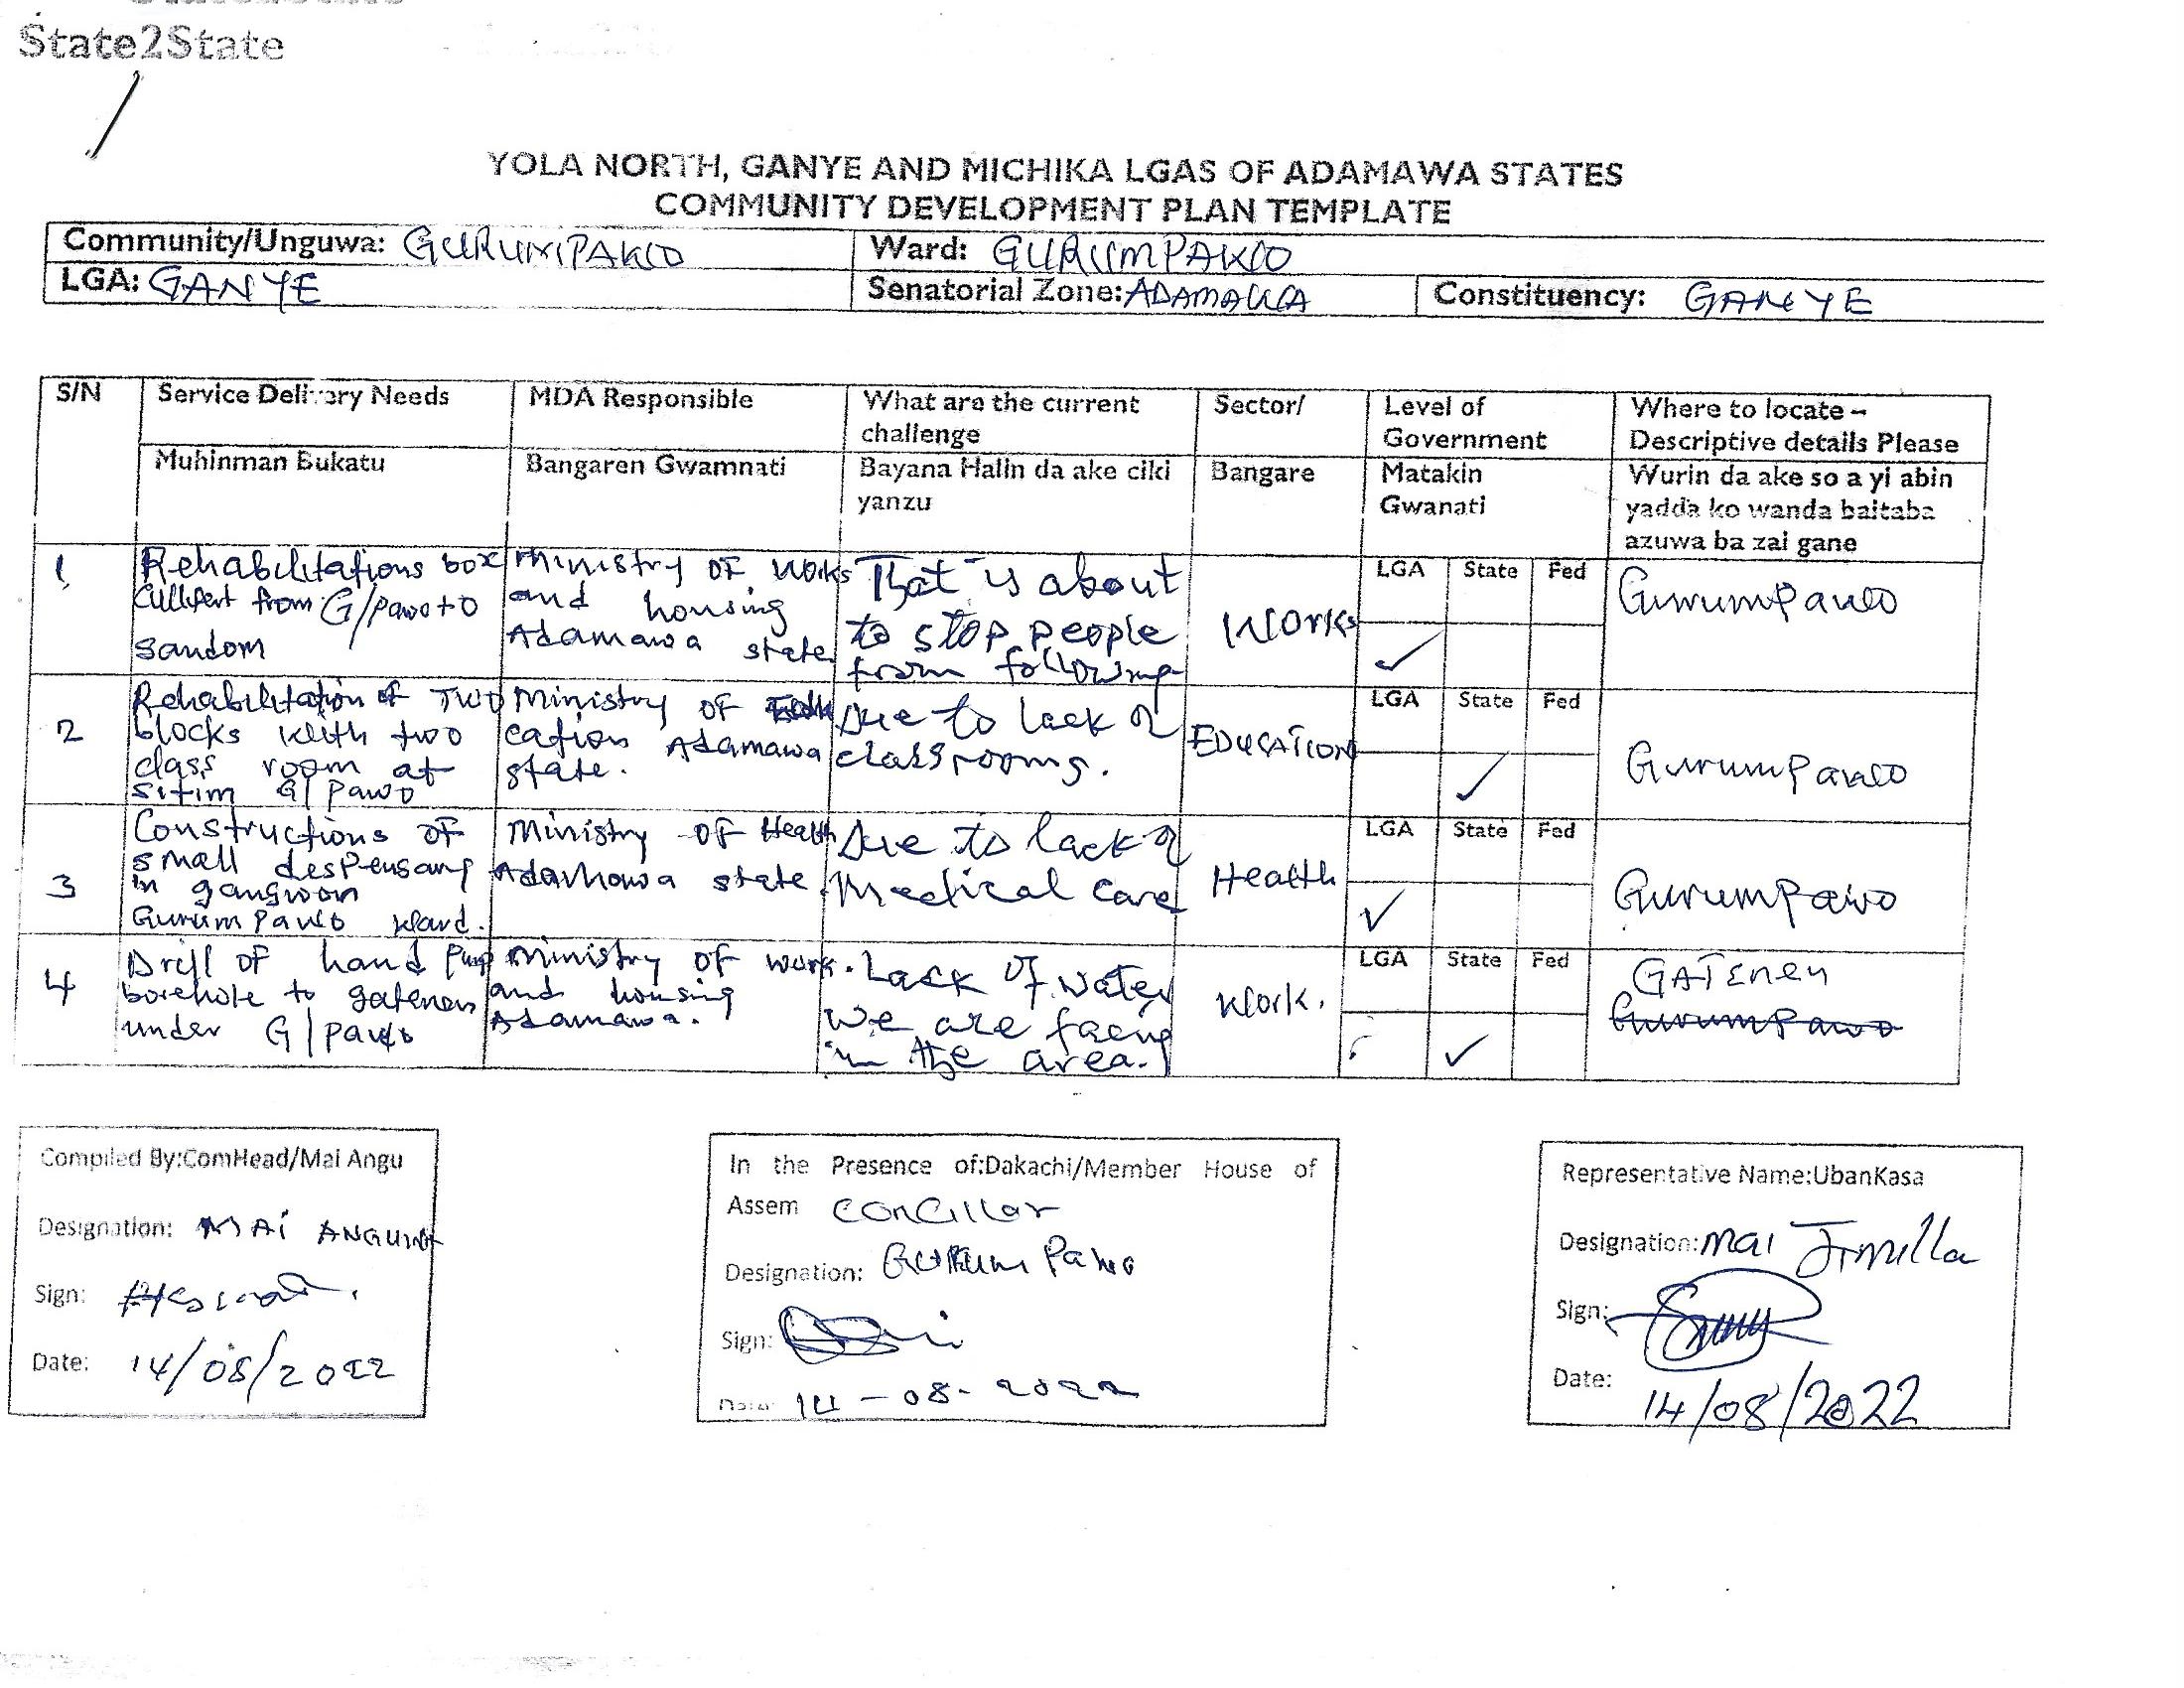 State2State
YOLA NORTH, GANYE AND MICHIKA LGAS OF ADAMAWA STATES
COMMUNITY DEVELOPMENT PLAN TEMPLATE
Community/Unguwa: GURUMPAWO Ward: GURUMPAWO
LGA: GANYE Senatorial Zone: ADAMAWA Constituency: GANYE
S/N Service Delivery Needs MDA Responsible What are the current challenge Sector/ Level of Government Where to locate – Descriptive details Please
Muhinman Bukatu Bangaren Gwamnati Bayana Halin da ake ciki yanzu Bangare Matakin Gwanati Wurin da ake so a yi abin yadda ko wanda baitaba azuwa ba zai gane
1 Rehabilitations box Cullfert from G/pawo to Sandom
Ministry of works and housing Adamawa state
That is about to stop people from following
Works
LGA State Fed
✓
Gurumpawo
2 Rehabilitation of Two blocks with two class room at sitim G/pawo
Ministry of Edu cation Adamawa state.
Due to lack of classrooms.
EDUCATION
LGA State Fed
✓
Gurumpawo
3 Constructions of small despensary in gangwon Gurumpawo ward.
Ministry of Health Adamawa state.
Due to lack of Medical care
Health
LGA State Fed
✓
Gurumpawo
4 Drill of hand pump borehole to gatenen under G/pawo
Ministry of work. and housing Adamawa.
Lack of water we are facing in the area.
Work.
LGA State Fed
✓
GATENEN
Gurumpawo
Compiled By:ComHead/Mai Angu
Designation: MAI ANGUWA
Sign:
Date: 14/08/2022
In the Presence of:Dakachi/Member House of
Assem Concillor
Designation: GURUM Pawo
Sign:
Date: 14-08-2022
Representative Name:UbanKasa
Designation: Mai Jimilla
Sign:
Date: 14/08/2022